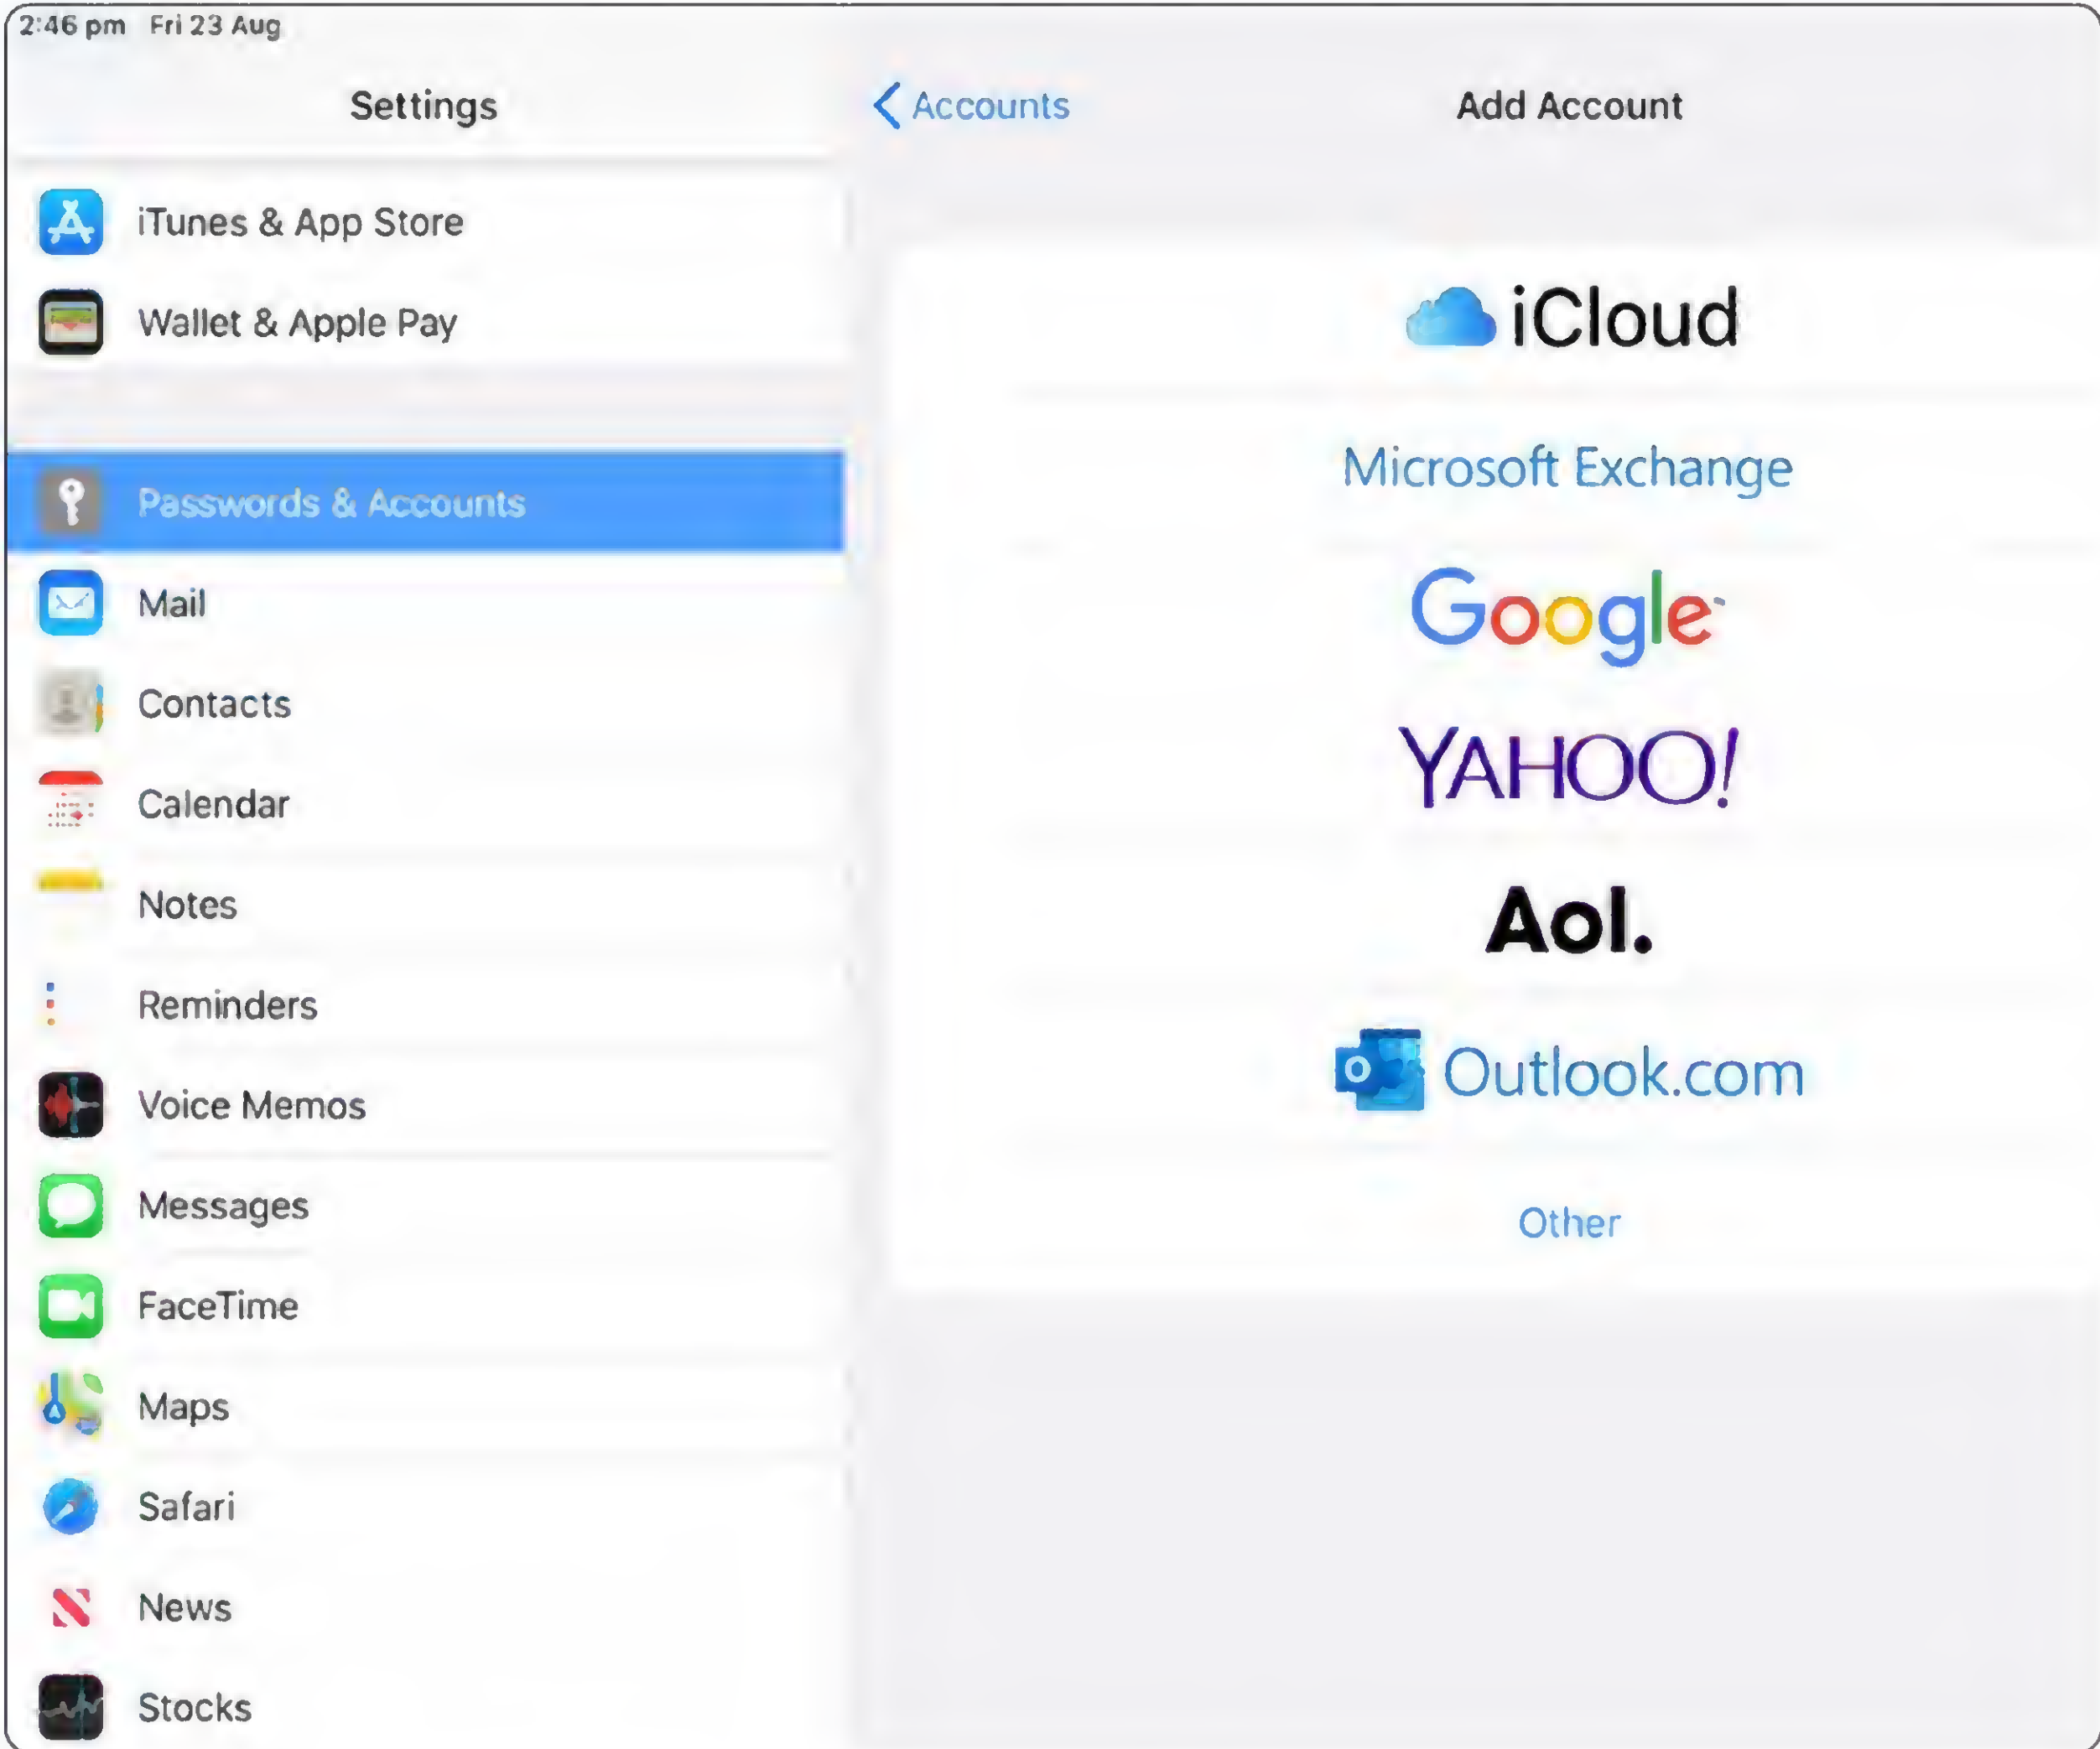 2:46 pm Fri 23 Aug
Settings
iTunes & App Store
Wallet & Apple Pay
Passwords & Accounts
Mail
Contacts
Calendar
Notes
Reminders
Voice Memos
Messages
FaceTime
Maps
Safari
News
Stocks
Accounts
Add Account
iCloud
Microsoft Exchange
Google
YAHOO!
Aol.
Outlook.com
Other